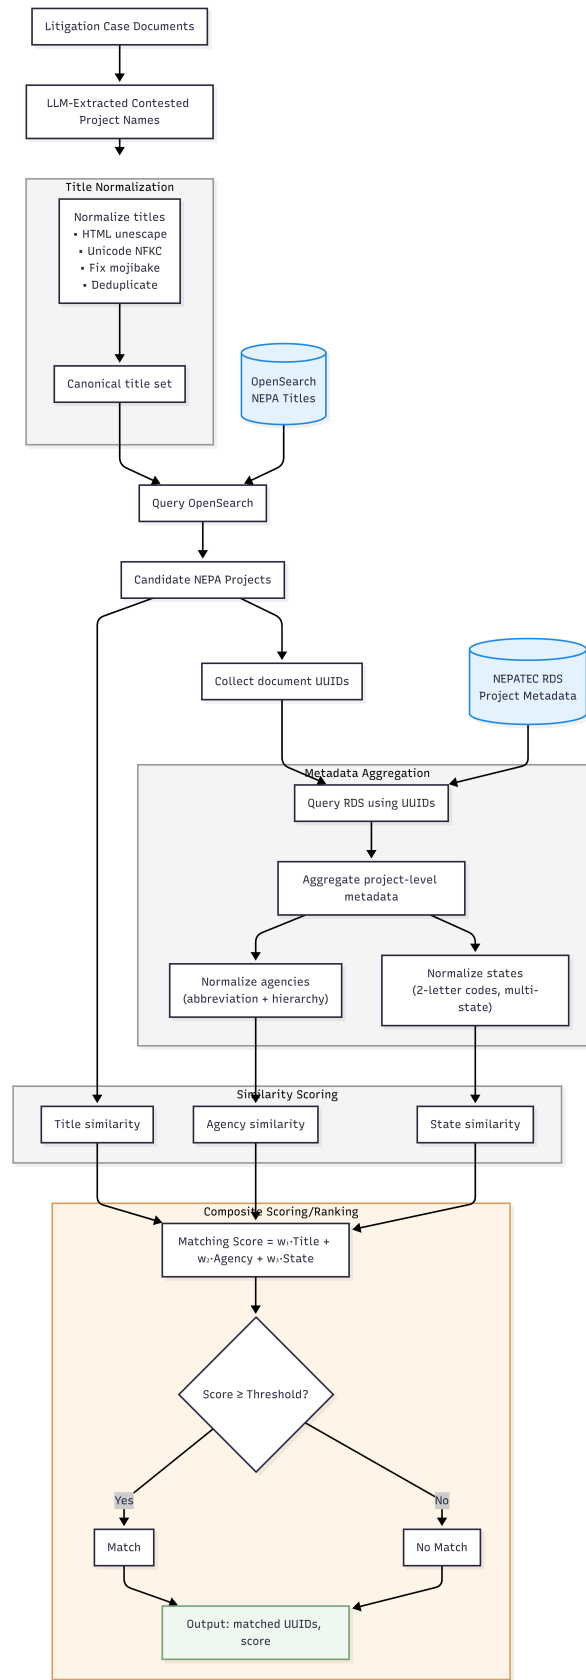 Litigation Case Documents
LLM-Extracted Contested
Project Names
Title Normalization
Normalize titles
• HTML unescape
• Unicode NFKC
• Fix mojibake
• Deduplicate
Canonical title set
OpenSearch
NEPA Titles
Query OpenSearch
Candidate NEPA Projects
Collect document UUIDs
NEPATEC RDS
Project Metadata
Metadata Aggregation
Query RDS using UUIDs
Aggregate project-level
metadata
Normalize agencies
(abbreviation + hierarchy)
Normalize states
(2-letter codes, multi-
state)
Similarity Scoring
Title similarity
Agency similarity
State similarity
Composite Scoring/Ranking
Matching Score = w₁·Title +
w₂·Agency + w₃·State
Score ≥ Threshold?
Yes
No
Match
No Match
Output: matched UUIDs,
score